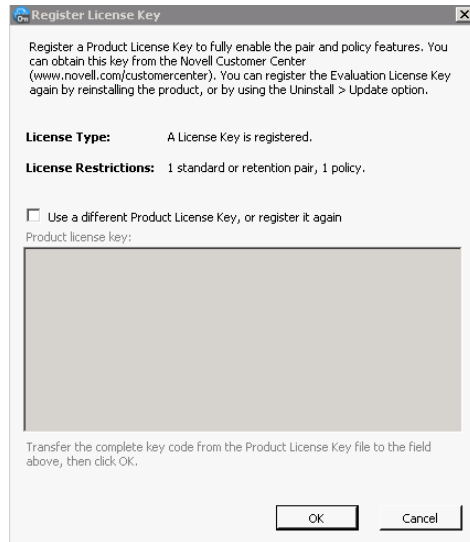 Register License Key
Register a Product License Key to fully enable the pair and policy features. You
can obtain this key from the Novell Customer Center
(www.novell.com/customercenter). You can register the Evaluation License Key
again by reinstalling the product, or by using the Uninstall > Update option.
License Type: A License Key is registered.
License Restrictions: 1 standard or retention pair, 1 policy.
Use a different Product License Key, or register it again
Product license key:
Transfer the complete key code from the Product License Key file to the field
above, then click OK.
OK Cancel